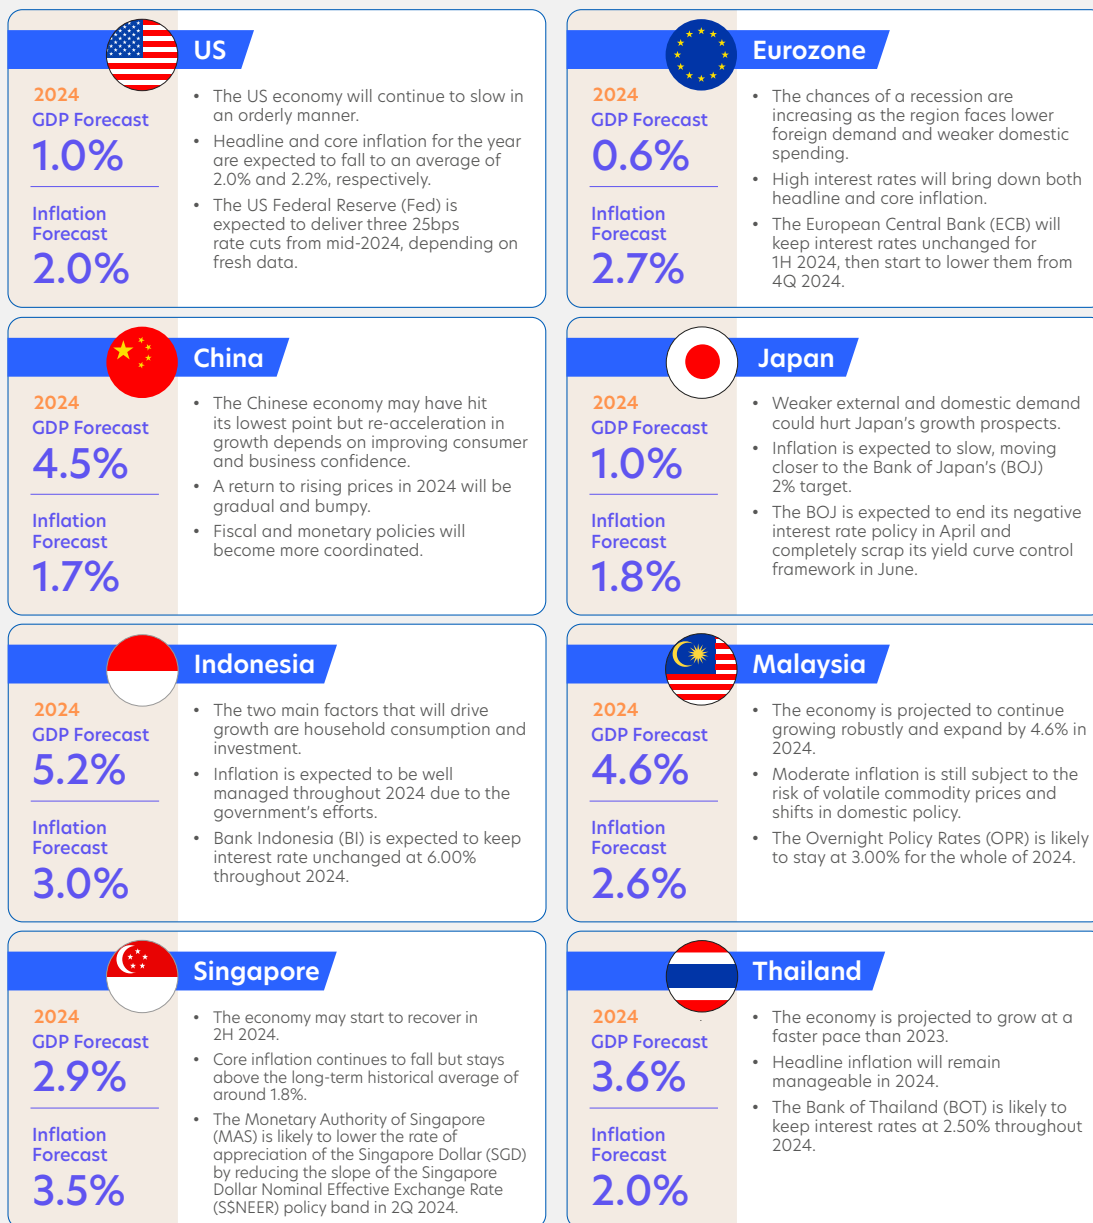 US
2024
GDP Forecast
1.0%
Inflation
Forecast
2.0%
• The US economy will continue to slow in
an orderly manner.
• Headline and core inflation for the year
are expected to fall to an average of
2.0% and 2.2%, respectively.
• The US Federal Reserve (Fed) is
expected to deliver three 25bps
rate cuts from mid-2024, depending on
fresh data.
Eurozone
2024
GDP Forecast
0.6%
Inflation
Forecast
2.7%
• The chances of a recession are
increasing as the region faces lower
foreign demand and weaker domestic
spending.
• High interest rates will bring down both
headline and core inflation.
• The European Central Bank (ECB) will
keep interest rates unchanged for
1H 2024, then start to lower them from
4Q 2024.
China
2024
GDP Forecast
4.5%
Inflation
Forecast
1.7%
• The Chinese economy may have hit
its lowest point but re-acceleration in
growth depends on improving consumer
and business confidence.
• A return to rising prices in 2024 will be
gradual and bumpy.
• Fiscal and monetary policies will
become more coordinated.
Japan
2024
GDP Forecast
1.0%
Inflation
Forecast
1.8%
• Weaker external and domestic demand
could hurt Japan's growth prospects.
• Inflation is expected to slow, moving
closer to the Bank of Japan's (BOJ)
2% target.
• The BOJ is expected to end its negative
interest rate policy in April and
completely scrap its yield curve control
framework in June.
Indonesia
2024
GDP Forecast
5.2%
Inflation
Forecast
3.0%
• The two main factors that will drive
growth are household consumption and
investment.
• Inflation is expected to be well
managed throughout 2024 due to the
government's efforts.
• Bank Indonesia (BI) is expected to keep
interest rate unchanged at 6.00%
throughout 2024.
Malaysia
2024
GDP Forecast
4.6%
Inflation
Forecast
2.6%
• The economy is projected to continue
growing robustly and expand by 4.6% in
2024.
• Moderate inflation is still subject to the
risk of volatile commodity prices and
shifts in domestic policy.
• The Overnight Policy Rates (OPR) is likely
to stay at 3.00% for the whole of 2024.
Singapore
2024
GDP Forecast
2.9%
Inflation
Forecast
3.5%
• The economy may start to recover in
2H 2024.
• Core inflation continues to fall but stays
above the long-term historical average of
around 1.8%.
• The Monetary Authority of Singapore
(MAS) is likely to lower the rate of
appreciation of the Singapore Dollar (SGD)
by reducing the slope of the Singapore
Dollar Nominal Effective Exchange Rate
(S$NEER) policy band in 2Q 2024.
Thailand
2024
GDP Forecast
3.6%
Inflation
Forecast
2.0%
• The economy is projected to grow at a
faster pace than 2023.
• Headline inflation will remain
manageable in 2024.
• The Bank of Thailand (BOT) is likely to
keep interest rates at 2.50% throughout
2024.